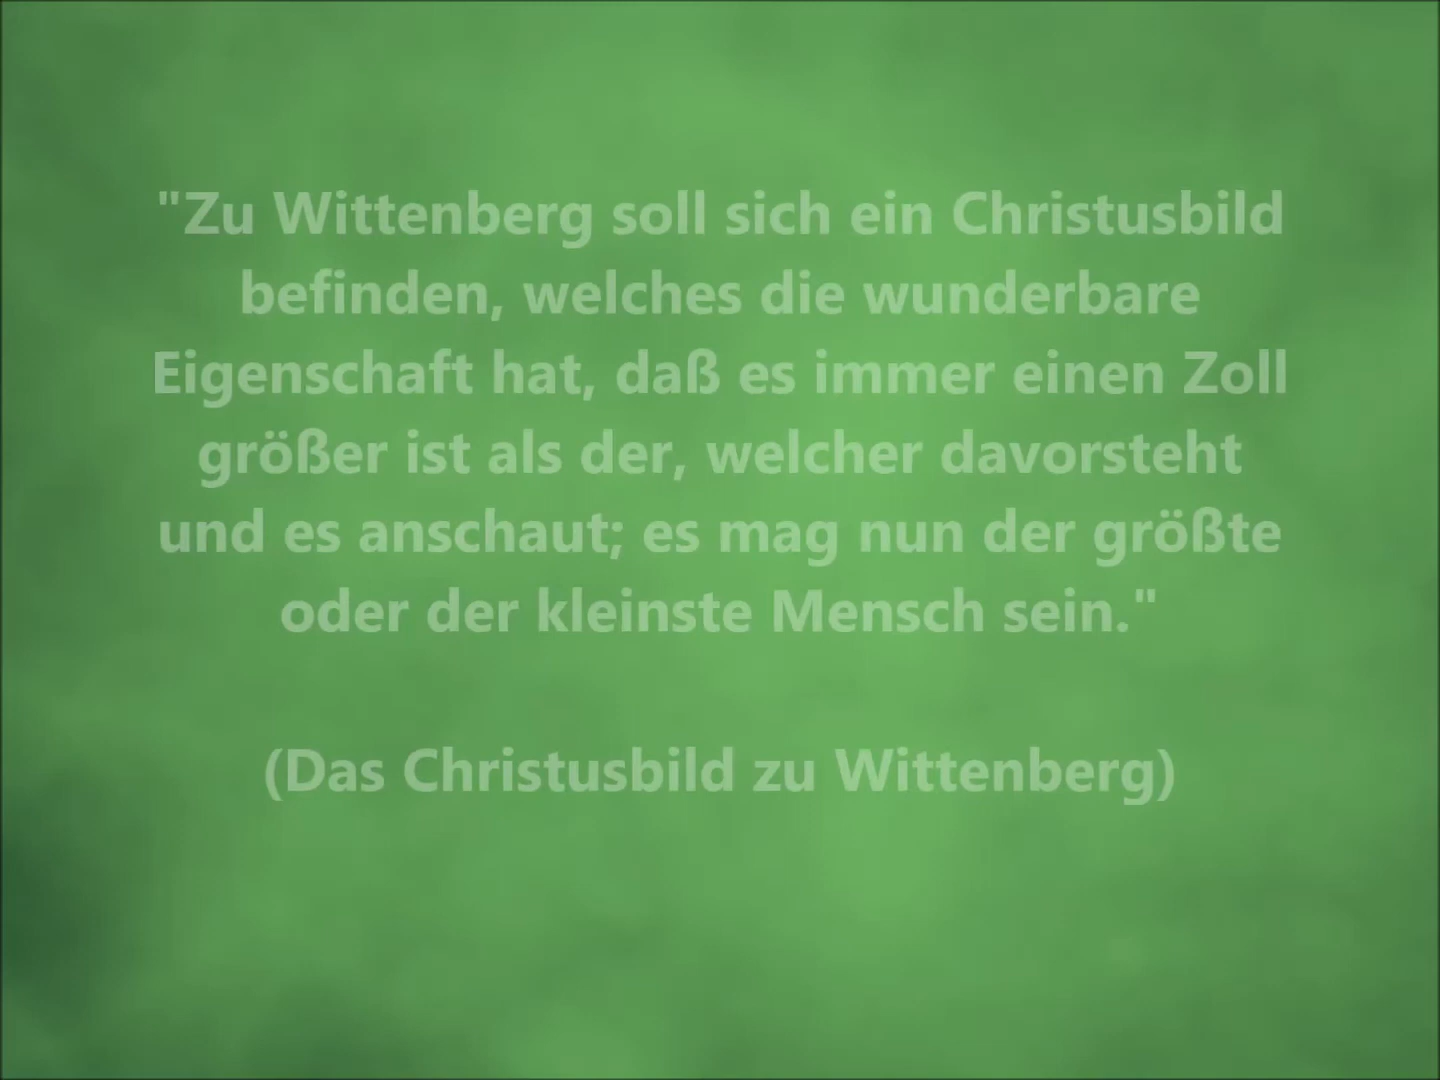 "Zu Wittenberg soll sich ein Christusbild
befinden, welches die wunderbare
Eigenschaft hat, daß es immer einen Zoll
größer ist als der, welcher davorsteht
und es anschaut; es mag nun der größte
oder der kleinste Mensch sein."
(Das Christusbild zu Wittenberg)